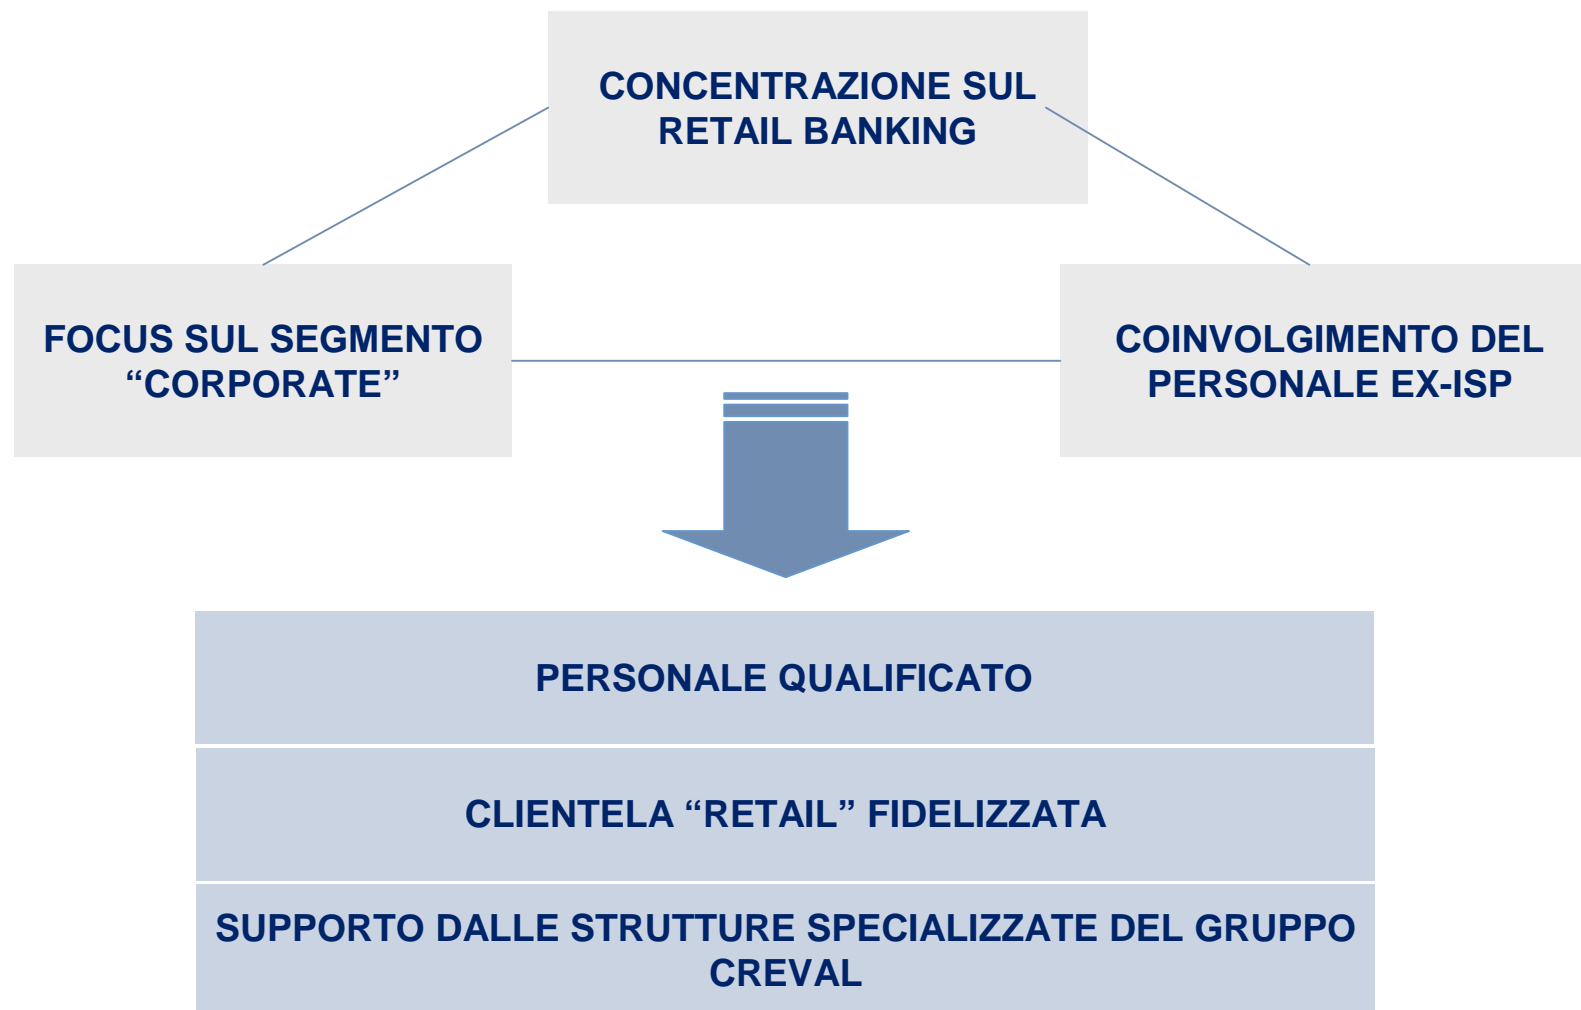 CONCENTRAZIONE SUL
RETAIL BANKING
FOCUS SUL SEGMENTO
“CORPORATE”
COINVOLGIMENTO DEL
PERSONALE EX-ISP
PERSONALE QUALIFICATO
CLIENTELA “RETAIL” FIDELIZZATA
SUPPORTO DALLE STRUTTURE SPECIALIZZATE DEL GRUPPO
CREVAL